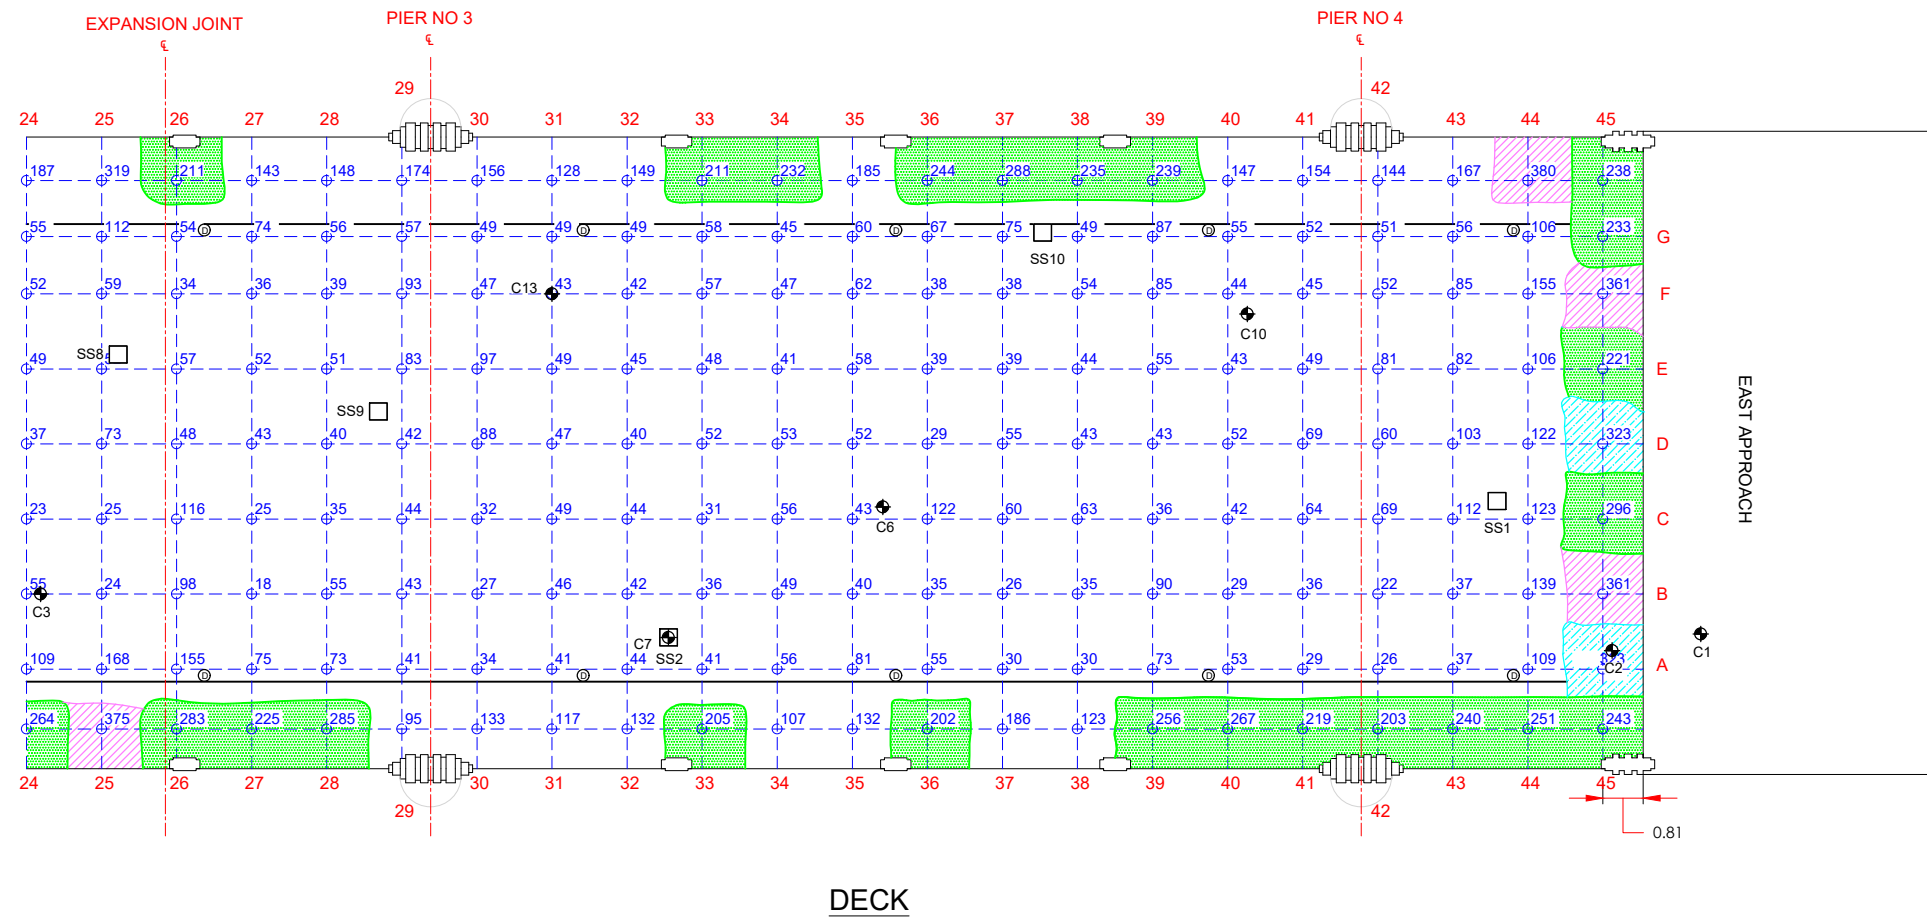 EXPANSION JOINT
PIER NO 3
PIER NO 4
℄ ℄ ℄
29 42
24 25 26 27 28 30 31 32 33 34 35 36 37 38 39 40 41 43 44 45
187 319 211 143 148 174 156 128 149 211 232 185 244 288 235 239 147 154 144 167 380 238
55 112 54 74 56 57 49 49 49 58 45 60 67 75 49 87 55 52 51 56 106 233 G
D D D D D
SS10
52 59 34 36 39 93 47 C13 43 42 57 47 62 38 38 54 85 44 45 52 85 155 361 F
C10
SS8
49 57 52 51 83 97 49 45 48 41 58 39 39 44 55 43 49 81 82 106 221 E
SS9
37 73 48 43 40 42 88 47 40 52 53 52 29 55 43 43 52 69 60 103 122 323 D
EAST APPROACH
23 25 116 25 35 44 32 49 44 31 56 43 122 60 63 36 42 64 69 112 123 296 C
C6
SS1
55 24 98 18 55 43 27 46 42 36 49 40 35 26 35 90 29 36 22 37 139 361 B
C3
C7
SS2
C1
109 168 155 75 73 41 34 41 44 41 56 81 55 30 30 73 53 29 26 37 109 A
C2
D D D D D
264 375 283 225 285 95 133 117 132 205 107 132 202 186 123 256 267 219 203 240 251 243
24 25 26 27 28 30 31 32 33 34 35 36 37 38 39 40 41 43 44 45
29 42
0.81
DECK